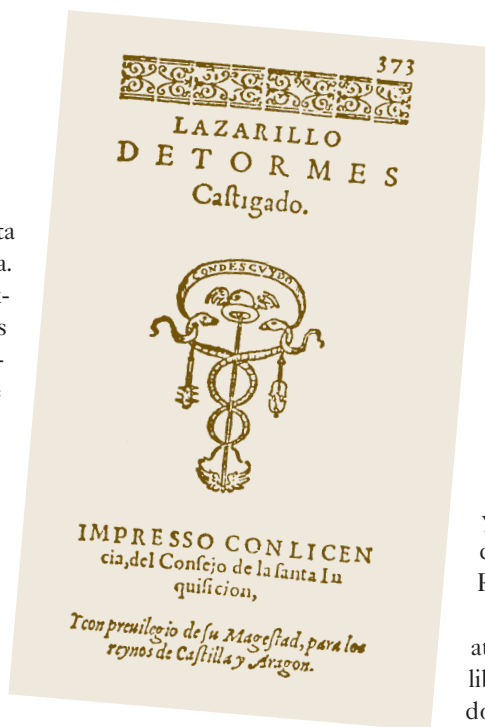 373
LAZARILLO
DE TORMES
Caſtigado.
CONDESCVYDO
IMPRESSO CON LICEN
cia, del Conſejo de la ſanta In
quiſicion,
Y con preuilegio de ſu Mageſtad, para los
reynos de Caſtilla y Aragon.